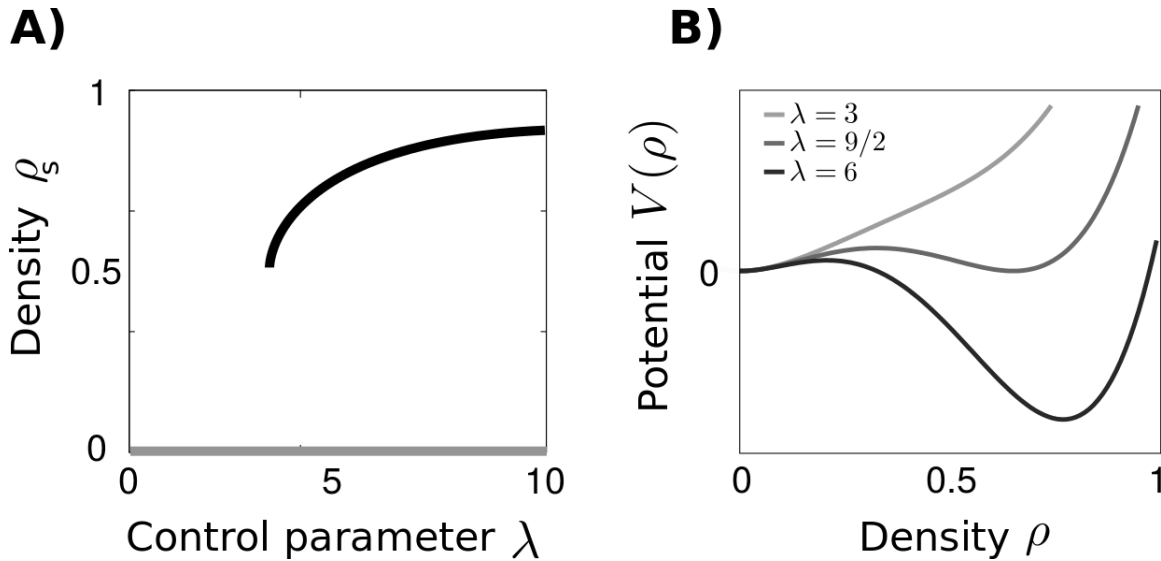 A)
Density ρₛ
1
0.5
0
0
5
10
Control parameter λ
B)
Potential V(ρ)
0
λ = 3
λ = 9/2
λ = 6
0
0.5
1
Density ρ